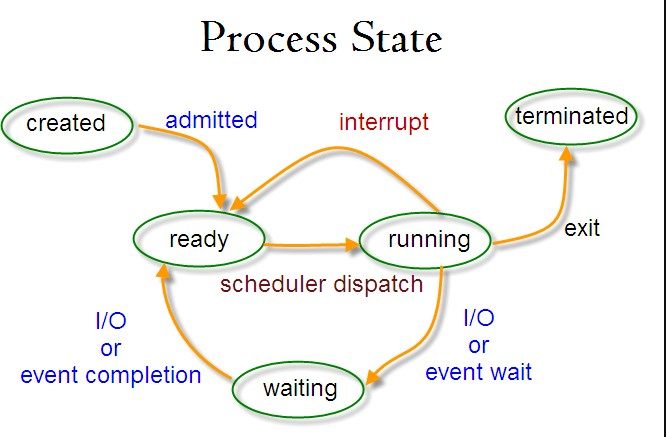 Process State
created
admitted
interrupt
terminated
ready
running
exit
scheduler dispatch
I/O
or
event completion
I/O
or
event wait
waiting